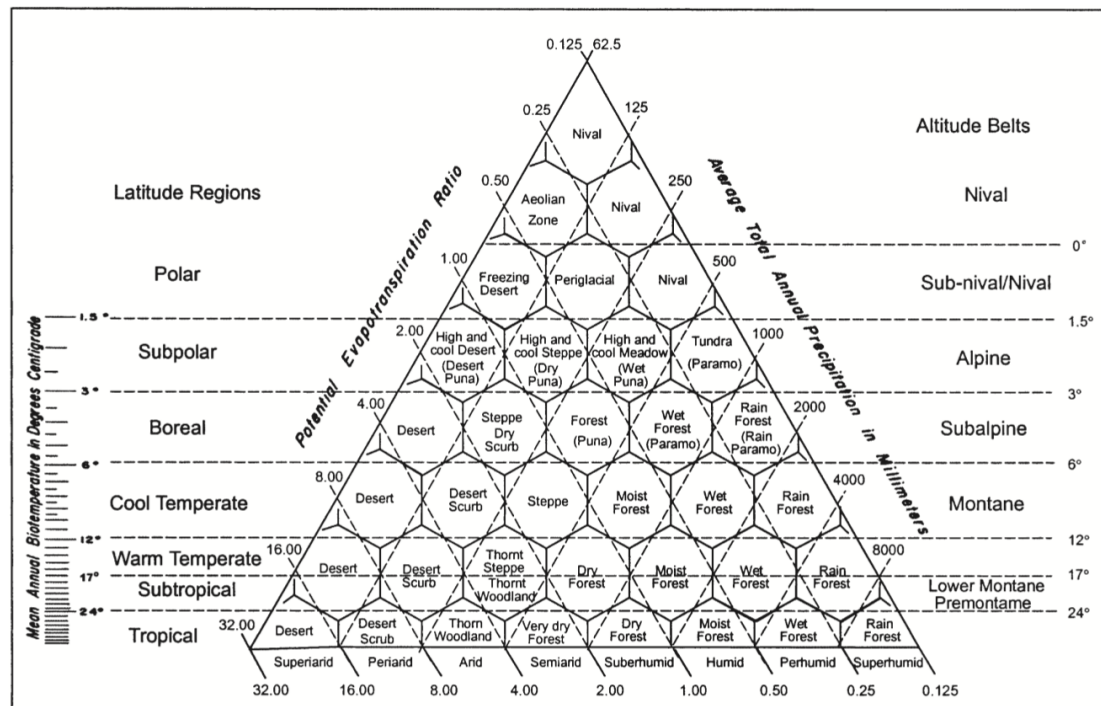 0.125 62.5
0.25 125
Altitude Belts
Nival
Latitude Regions
0.50 250
Aeolian
Zone
Nival
Nival
0°
Potential Evapotranspiration Ratio
Average Total Annual Precipitation in Millimeters
Polar
1.00 500
Freezing
Desert
Periglacial
Nival
Sub-nival/Nival
Mean Annual Biotemperature in Degrees Centigrade
1.5° 1.5°
Subpolar
2.00 1000
High and
cool Desert
(Desert
Puna)
High and
cool Steppe
(Dry
Puna)
High and
cool Meadow
(Wet
Puna)
Tundra
(Paramo)
Alpine
3° 3°
Boreal
4.00 2000
Desert
Steppe
Dry
Scurb
Forest
(Puna)
Wet
Forest
(Paramo)
Rain
Forest
(Rain
Paramo)
Subalpine
6° 6°
Cool Temperate
8.00 4000
Desert
Desert
Scurb
Steppe
Moist
Forest
Wet
Forest
Rain
Forest
Montane
12° 12°
Warm Temperate
16.00 8000
Desert
Desert
Scurb
Thornt
Steppe
Thornt
Woodland
Dry
Forest
Moist
Forest
Wet
Forest
Rain
Forest
17° 17°
Subtropical
Lower Montane
Premontame
24° 24°
Tropical
32.00
Desert
Desert
Scrub
Thorn
Woodland
Very dry
Forest
Dry
Forest
Moist
Forest
Wet
Forest
Rain
Forest
Superiarid Periarid Arid Semiarid Suberhumid Humid Perhumid Superhumid
32.00 16.00 8.00 4.00 2.00 1.00 0.50 0.25 0.125